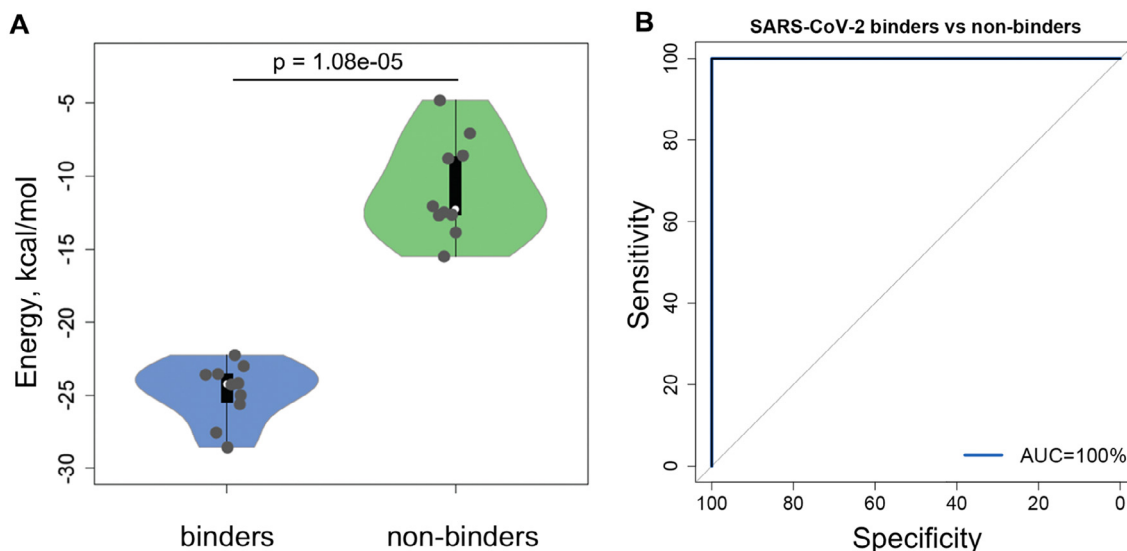 A
p = 1.08e-05
Energy, kcal/mol
-5
-10
-15
-20
-25
-30
binders
non-binders
B
SARS-CoV-2 binders vs non-binders
Sensitivity
100
80
60
40
20
0
AUC=100%
100
80
60
40
20
0
Specificity